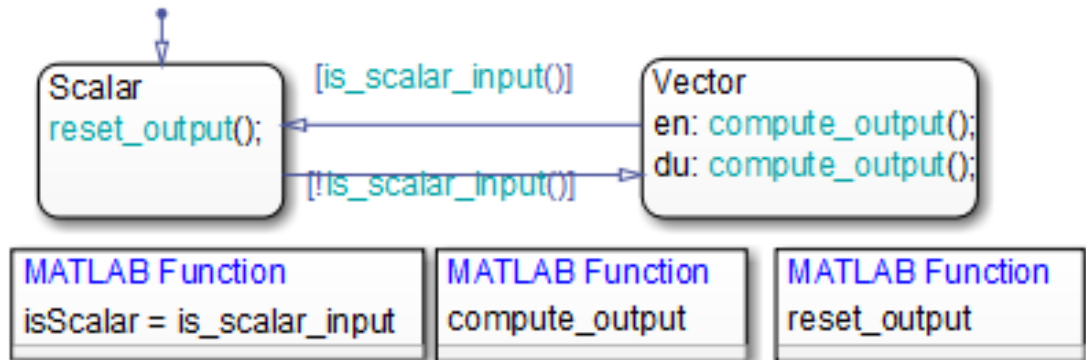 Scalar
reset_output();
[is_scalar_input()]
[!is_scalar_input()]
Vector
en: compute_output();
du: compute_output();
MATLAB Function
isScalar = is_scalar_input
MATLAB Function
compute_output
MATLAB Function
reset_output